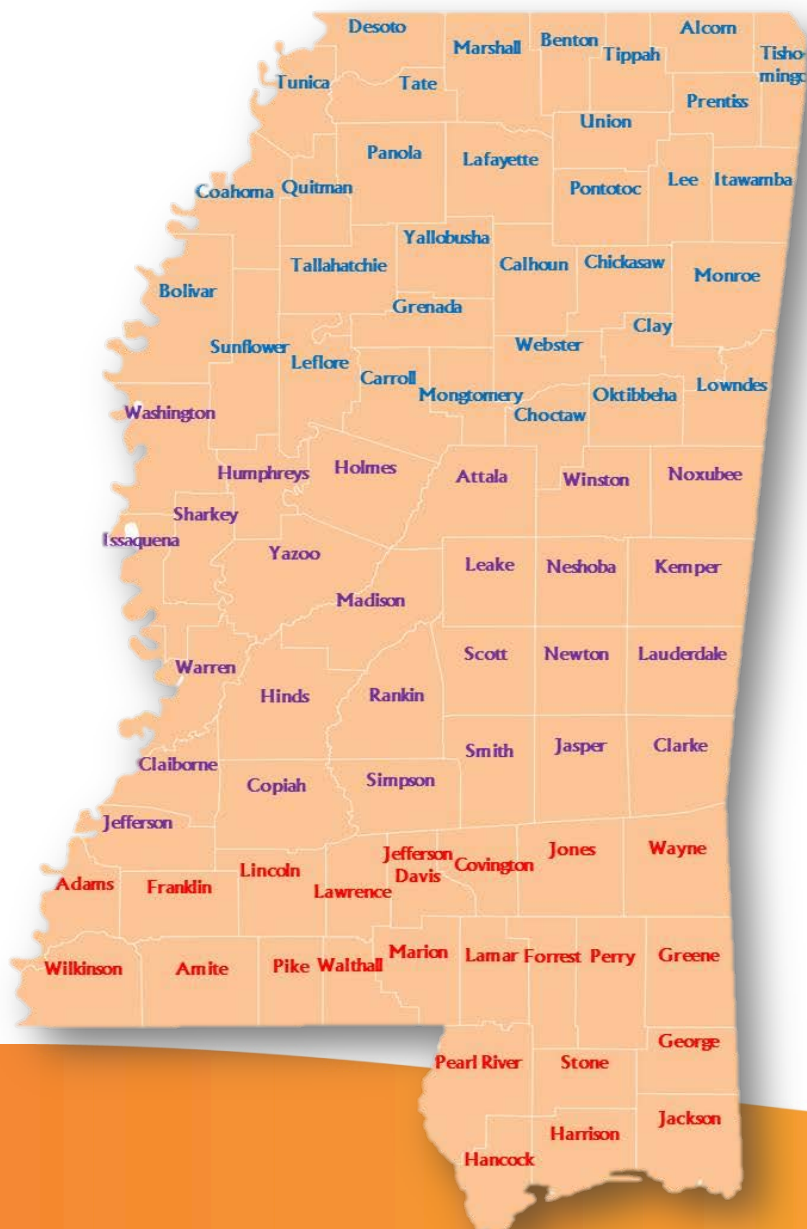 Desoto
Marshall
Benton
Tippah
Alcorn
Tisho-
mingo
Tunica
Tate
Prentiss
Union
Panola
Lafayette
Coahoma
Quitman
Pontotoc
Lee
Itawamba
Yallobusha
Tallahatchie
Calhoun
Chickasaw
Monroe
Bolivar
Grenada
Clay
Sunflower
Leflore
Webster
Carroll
Mongtomery
Oktibbeha
Lowndes
Choctaw
Washington
Humphreys
Holmes
Attala
Winston
Noxubee
Sharkey
Issaquena
Yazoo
Leake
Neshoba
Kemper
Madison
Warren
Scott
Newton
Lauderdale
Hinds
Rankin
Claiborne
Smith
Jasper
Clarke
Copiah
Simpson
Jefferson
Adams
Franklin
Lincoln
Lawrence
Jefferson
Davis
Covington
Jones
Wayne
Wilkinson
Amite
Pike
Walthall
Marion
Lamar
Forrest
Perry
Greene
George
Pearl River
Stone
Jackson
Harrison
Hancock